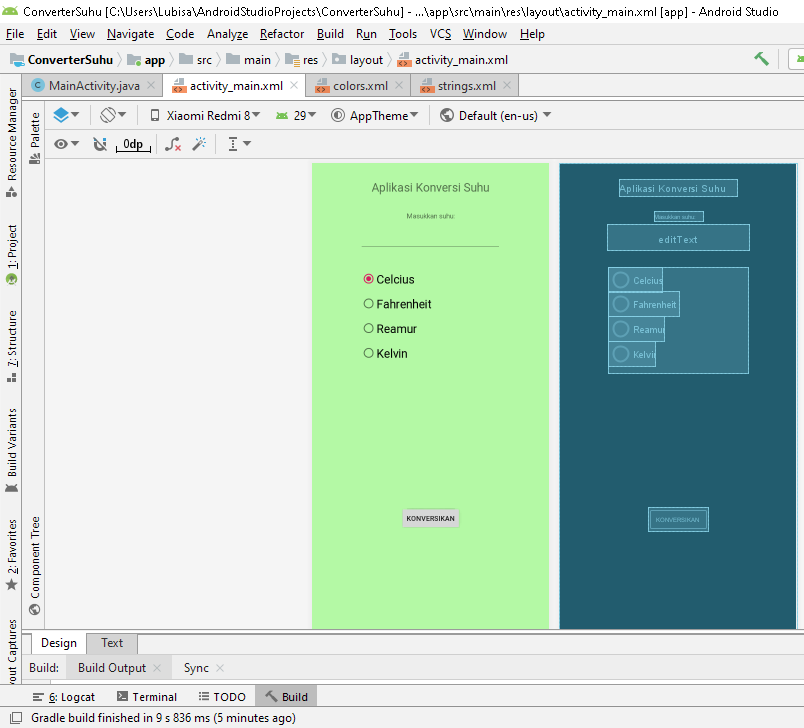 ConverterSuhu [C:\Users\Lubisa\AndroidStudioProjects\ConverterSuhu] - ...\app\src\main\res\layout\activity_main.xml [app] - Android Studio
File Edit View Navigate Code Analyze Refactor Build Run Tools VCS Window Help
ConverterSuhu app src main res layout activity_main.xml
MainActivity.java activity_main.xml colors.xml strings.xml
Xiaomi Redmi 8 29 AppTheme Default (en-us)
0dp
Resource Manager
1: Project
7: Structure
Build Variants
2: Favorites
Palette
Component Tree
Aplikasi Konversi Suhu
Masukkan suhu:
Celcius
Fahrenheit
Reamur
Kelvin
KONVERSIKAN
Aplikasi Konversi Suhu
Masukkan suhu:
editText
Celcius
Fahrenheit
Reamur
Kelvin
KONVERSIKAN
Design Text
Build: Build Output Sync
6: Logcat Terminal TODO Build
Gradle build finished in 9 s 836 ms (5 minutes ago)